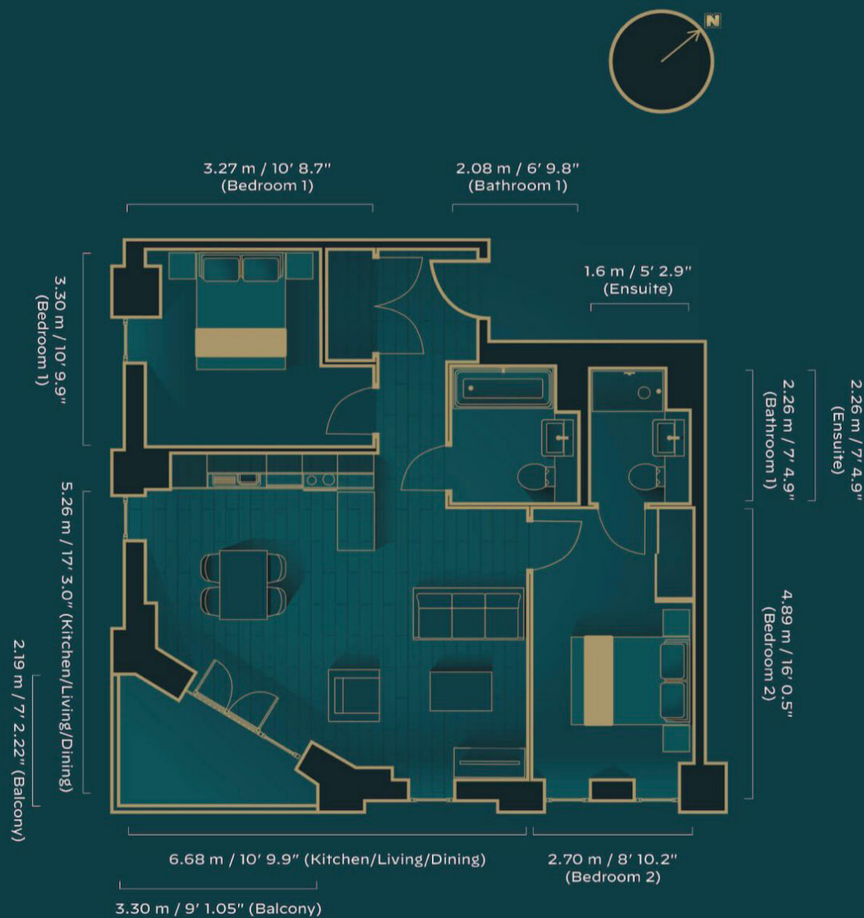 N
3.27 m / 10' 8.7"
(Bedroom 1)
2.08 m / 6' 9.8"
(Bathroom 1)
1.6 m / 5' 2.9"
(Ensuite)
3.30 m / 10' 9.9"
(Bedroom 1)
2.26 m / 7' 4.9"
(Bathroom 1)
2.26 m / 7' 4.9"
(Ensuite)
5.26 m / 17' 3.0" (Kitchen/Living/Dining)
4.89 m / 16' 0.5"
(Bedroom 2)
2.19 m / 7' 2.22" (Balcony)
6.68 m / 10' 9.9" (Kitchen/Living/Dining)
2.70 m / 8' 10.2"
(Bedroom 2)
3.30 m / 9' 1.05" (Balcony)